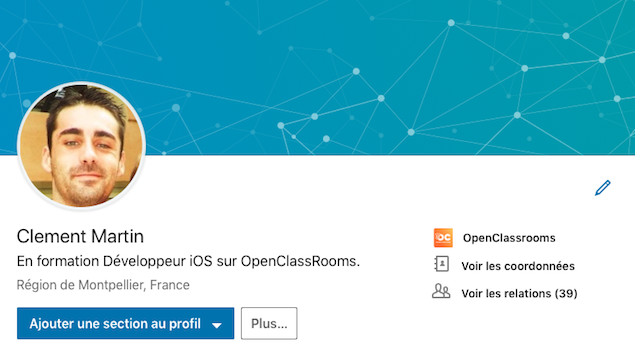 Clement Martin
En formation Développeur iOS sur OpenClassRooms.
Région de Montpellier, France
Ajouter une section au profil
Plus...
OC
OpenClassrooms
Voir les coordonnées
Voir les relations (39)